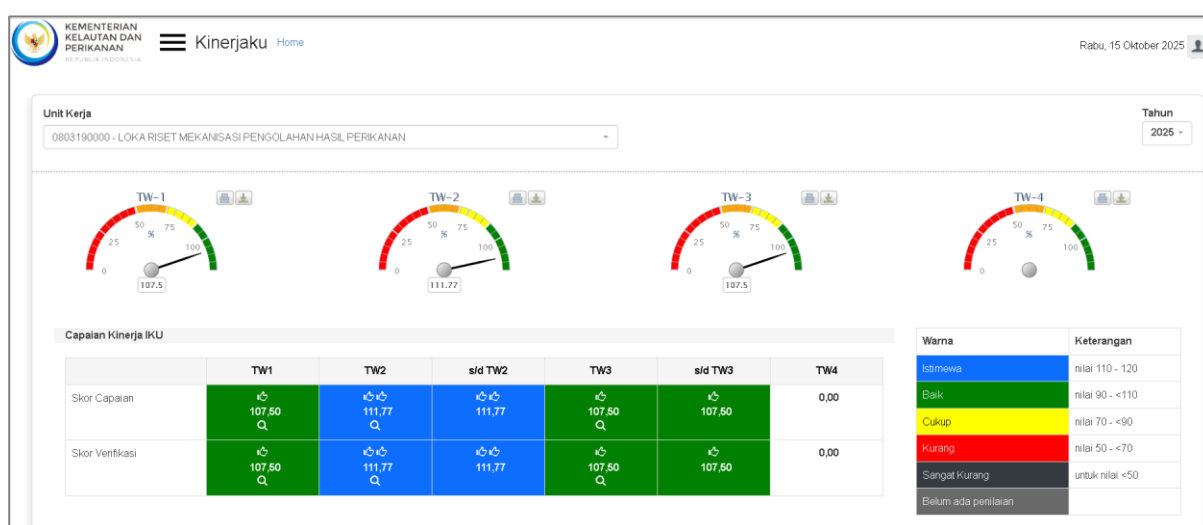 KEMENTERIAN
KELAUTAN DAN
PERIKANAN
REPUBLIK INDONESIA
Kinerjaku Home
Rabu, 15 Oktober 2025
Unit Kerja
Tahun
0803190000 - LOKA RISET MEKANISASI PENGOLAHAN HASIL PERIKANAN
2025
TW-1
0 25 50 75 100
%
107.5
TW-2
0 25 50 75 100
%
111.77
TW-3
0 25 50 75 100
%
107.5
TW-4
0 25 50 75 100
%
Capaian Kinerja IKU
TW1 TW2 s/d TW2 TW3 s/d TW3 TW4
Skor Capaian 107,50 111,77 111,77 107,50 107,50 0,00
Skor Verifikasi 107,50 111,77 111,77 107,50 107,50 0,00
Warna Keterangan
Istimewa nilai 110 - 120
Baik nilai 90 - <110
Cukup nilai 70 - <90
Kurang nilai 50 - <70
Sangat Kurang untuk nilai <50
Belum ada penilaian